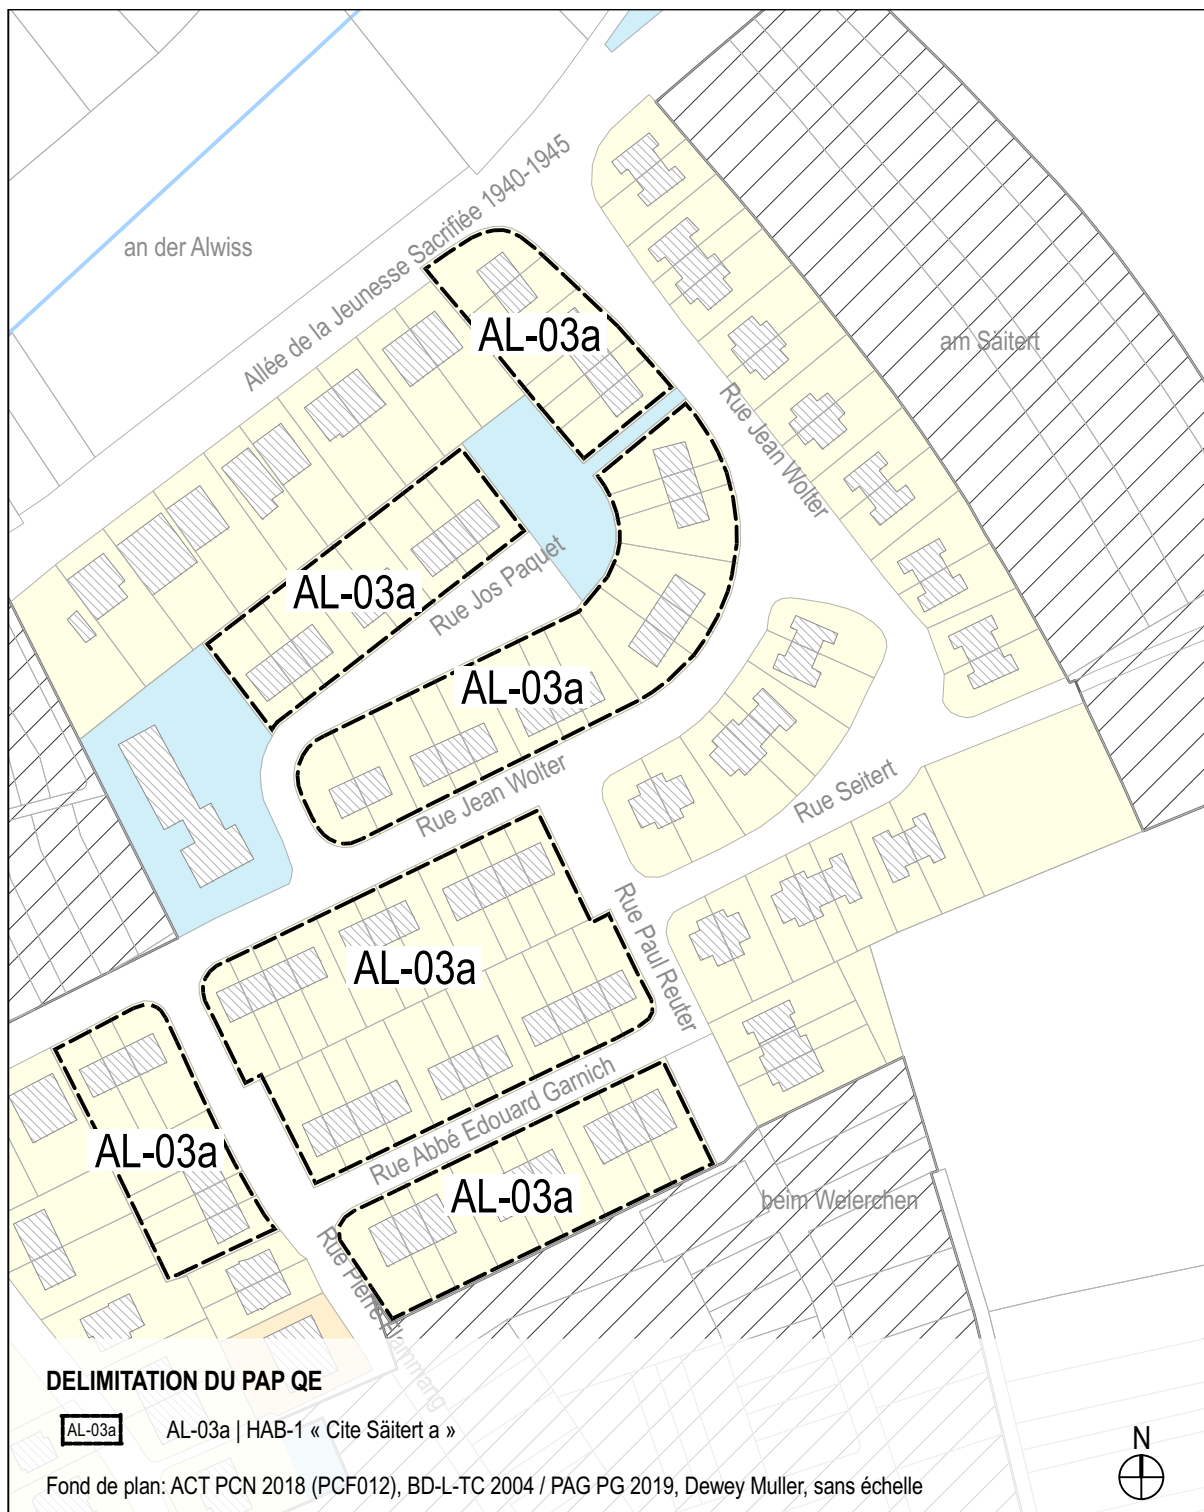 an der Alwiss
Allée de la Jeunesse Sacrifiée 1940-1945
AL-03a
am Säitert
Rue Jean Wolter
AL-03a
Rue Jos Paquet
AL-03a
Rue Jean Wolter
Rue Seitert
AL-03a
Rue Paul Reuter
Rue Abbé Edouard Garnich
AL-03a
AL-03a
beim Weierchen
Rue Pierre Flammang
DELIMITATION DU PAP QE
AL-03a AL-03a | HAB-1 « Cite Säitert a »
N
Fond de plan: ACT PCN 2018 (PCF012), BD-L-TC 2004 / PAG PG 2019, Dewey Muller, sans échelle